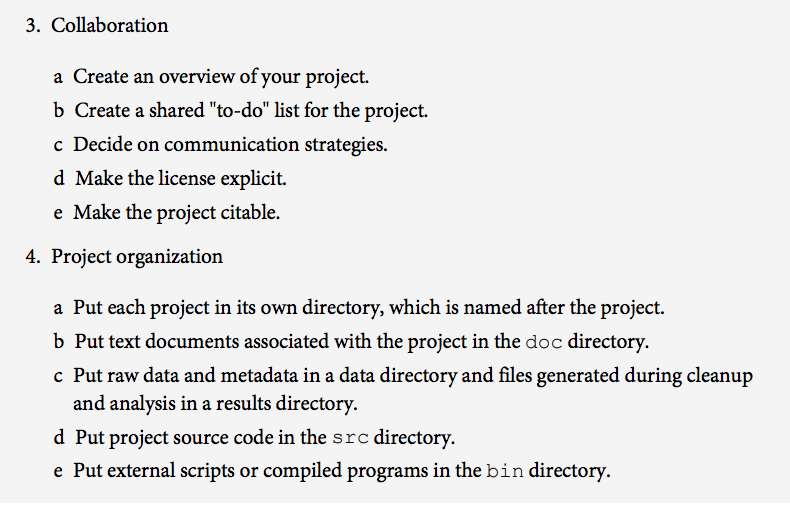 3. Collaboration
a Create an overview of your project.
b Create a shared "to-do" list for the project.
c Decide on communication strategies.
d Make the license explicit.
e Make the project citable.
4. Project organization
a Put each project in its own directory, which is named after the project.
b Put text documents associated with the project in the doc directory.
c Put raw data and metadata in a data directory and files generated during cleanup
and analysis in a results directory.
d Put project source code in the src directory.
e Put external scripts or compiled programs in the bin directory.